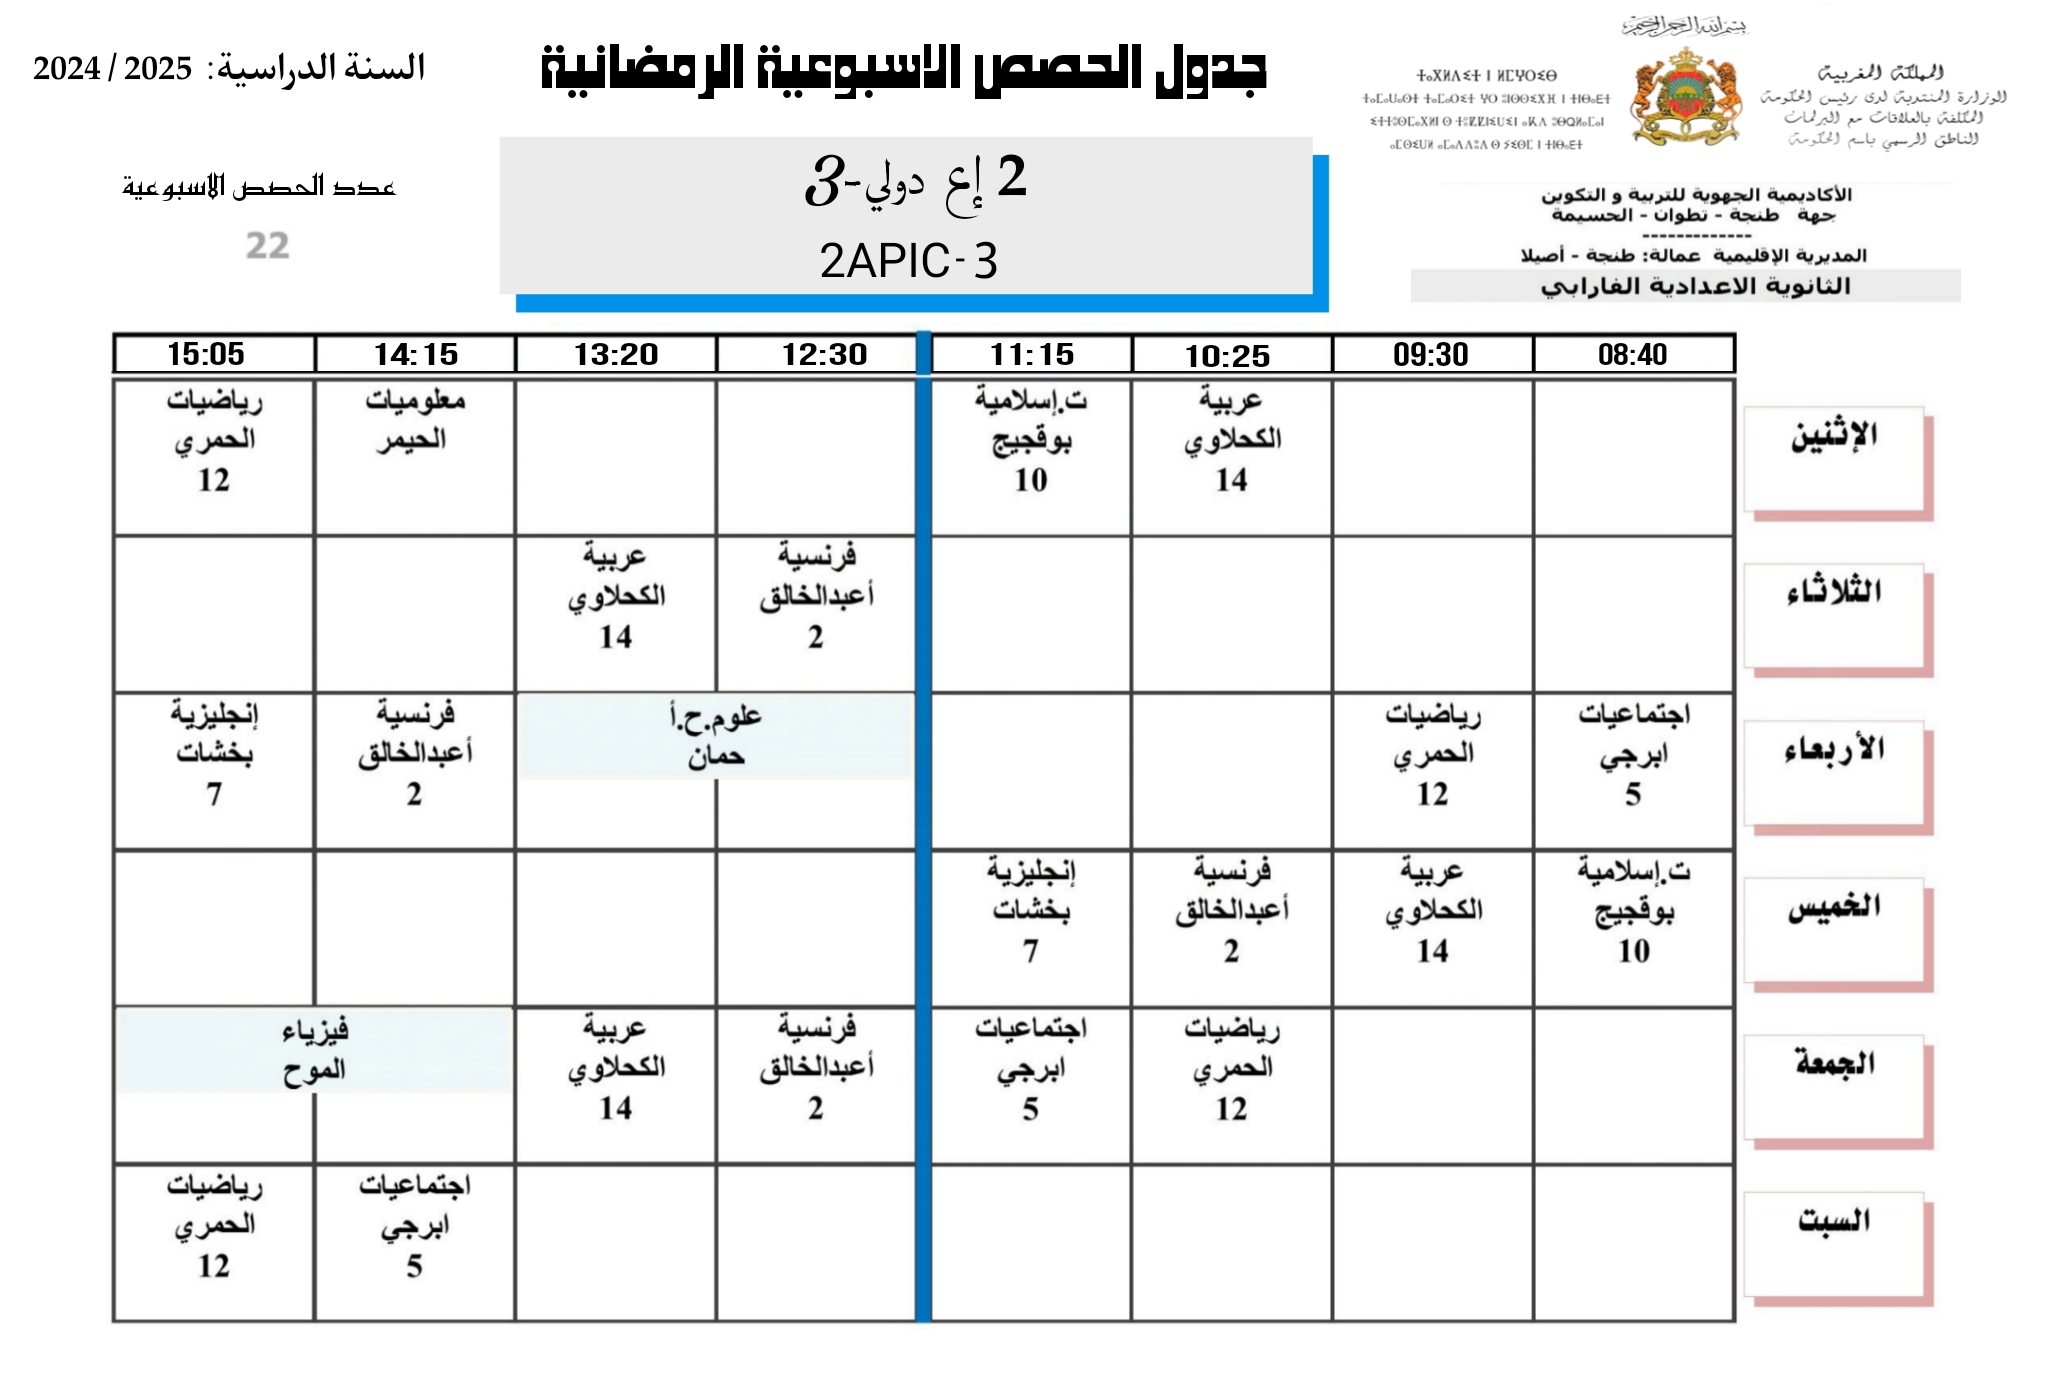 المملكة المغربية
الوزارة المنتدبة لدى رئيس الحكومة
المكلفة بالعلاقات مع البرلمان
الناطق الرسمي باسم الحكومة
ⵜⴰⴳⵍⴷⵉⵜ ⵏ ⵍⵎⵖⵔⵉⴱ
الأكاديمية الجهوية للتربية و التكوين
جهة طنجة - تطوان - الحسيمة
-------------
المديرية الإقليمية عمالة: طنجة - أصيلا
الثانوية الاعدادية الفارابي
جدول الحصص الاسبوعية الرمضانية
2 إع دولي-3
2APIC-3
السنة الدراسية: 2024 / 2025
عدد الحصص الاسبوعية
22
08:40 09:30 10:25 11:15 12:30 13:20 14:15 15:05
الإثنين
عربية
الكحلاوي
14
ت.إسلامية
بوقجيج
10
معلوميات
الحيمر
رياضيات
الحمري
12
الثلاثاء
فرنسية
أعبدالخالق
2
عربية
الكحلاوي
14
الأربعاء
اجتماعيات
ابرجي
5
رياضيات
الحمري
12
علوم.ح.أ
حمان
فرنسية
أعبدالخالق
2
إنجليزية
بخشات
7
الخميس
ت.إسلامية
بوقجيج
10
عربية
الكحلاوي
14
فرنسية
أعبدالخالق
2
إنجليزية
بخشات
7
الجمعة
رياضيات
الحمري
12
اجتماعيات
ابرجي
5
فرنسية
أعبدالخالق
2
عربية
الكحلاوي
14
فيزياء
الموح
السبت
اجتماعيات
ابرجي
5
رياضيات
الحمري
12